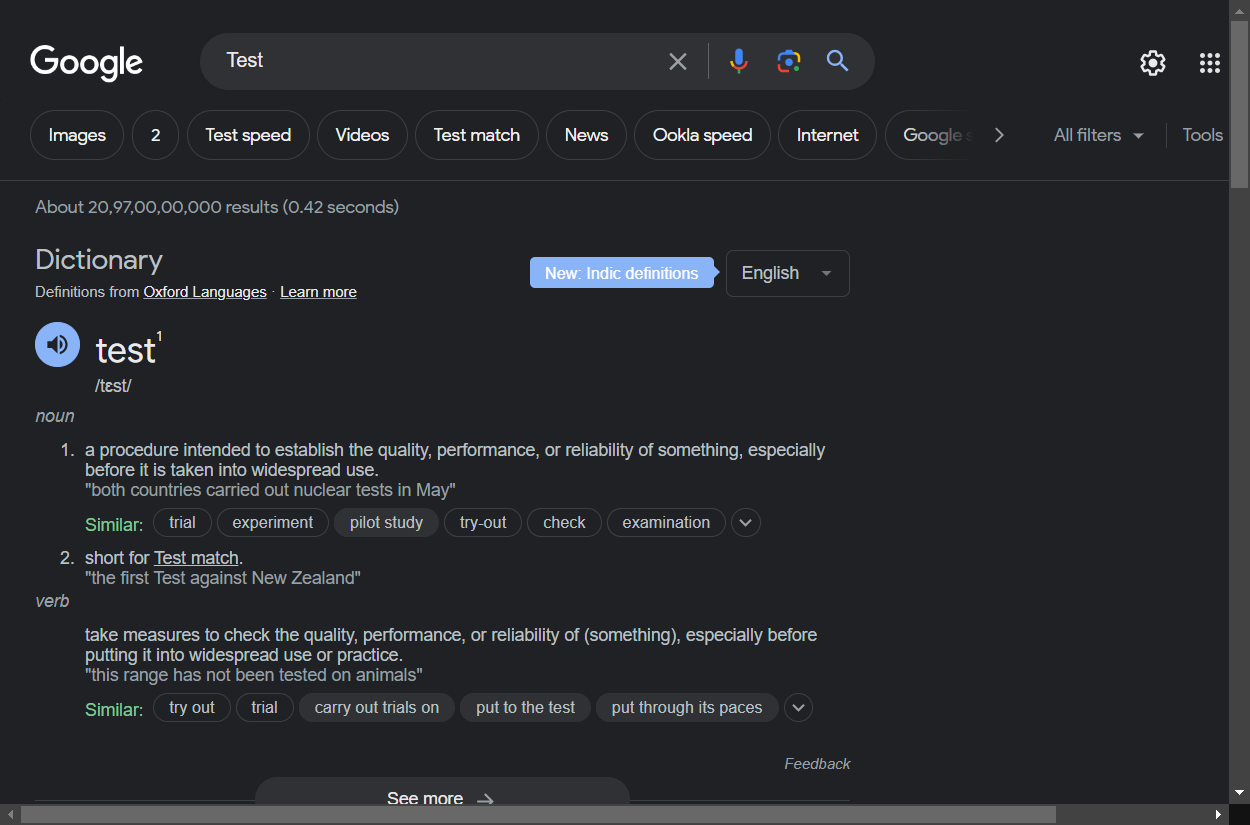 Google
Test
Images
2
Test speed
Videos
Test match
News
Ookla speed
Internet
Google
All filters
Tools
About 20,97,00,00,000 results (0.42 seconds)
Dictionary
Definitions from Oxford Languages · Learn more
New: Indic definitions
English
test1
/tɛst/
noun
1. a procedure intended to establish the quality, performance, or reliability of something, especially
before it is taken into widespread use.
"both countries carried out nuclear tests in May"
Similar: trial experiment pilot study try-out check examination
2. short for Test match.
"the first Test against New Zealand"
verb
take measures to check the quality, performance, or reliability of (something), especially before
putting it into widespread use or practice.
"this range has not been tested on animals"
Similar: try out trial carry out trials on put to the test put through its paces
Feedback
See more